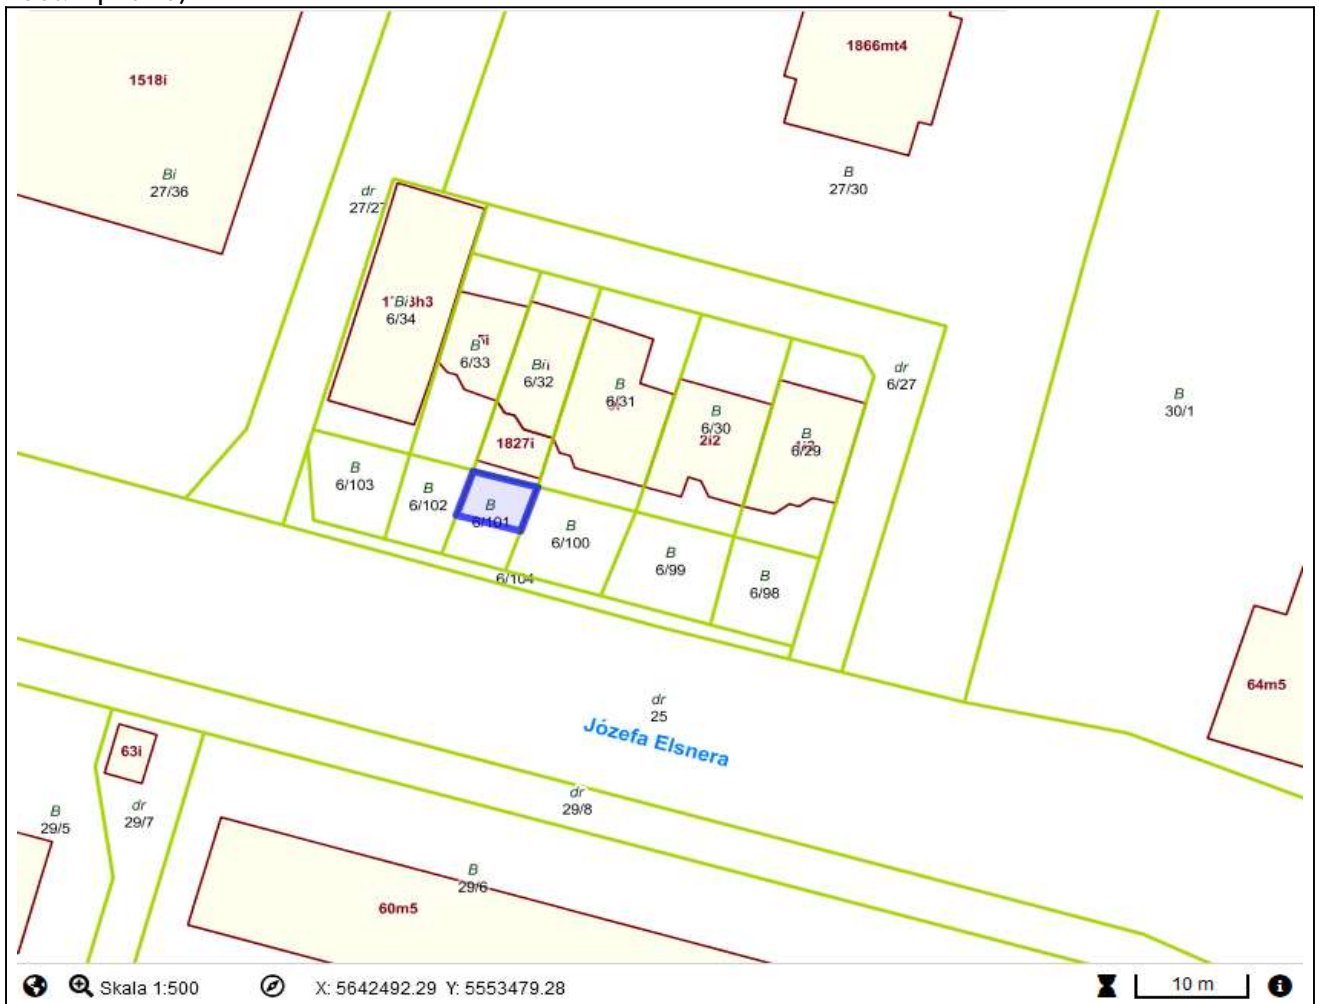 1518i
Bi
27/36
1866mt4
B
27/30
dr
27/27
Bi
6/34
B
6/33
6/32
B
6/31
B
6/30
2i2
B
6/29
dr
6/27
B
30/1
1827i
B
6/103
B
6/102
B
6/101
B
6/100
B
6/99
B
6/98
6/104
64m5
dr
25
Józefa Elsnera
63i
dr
29/7
B
29/5
dr
29/8
B
29/6
60m5
Skala 1:500
X: 5642492.29 Y: 5553479.28
10 m